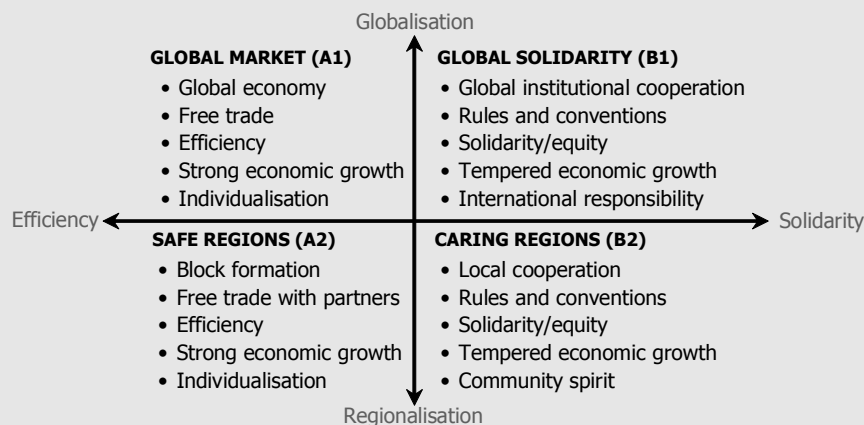 Globalisation
GLOBAL MARKET (A1)
• Global economy
• Free trade
• Efficiency
• Strong economic growth
• Individualisation
GLOBAL SOLIDARITY (B1)
• Global institutional cooperation
• Rules and conventions
• Solidarity/equity
• Tempered economic growth
• International responsibility
Efficiency
Solidarity
SAFE REGIONS (A2)
• Block formation
• Free trade with partners
• Efficiency
• Strong economic growth
• Individualisation
CARING REGIONS (B2)
• Local cooperation
• Rules and conventions
• Solidarity/equity
• Tempered economic growth
• Community spirit
Regionalisation